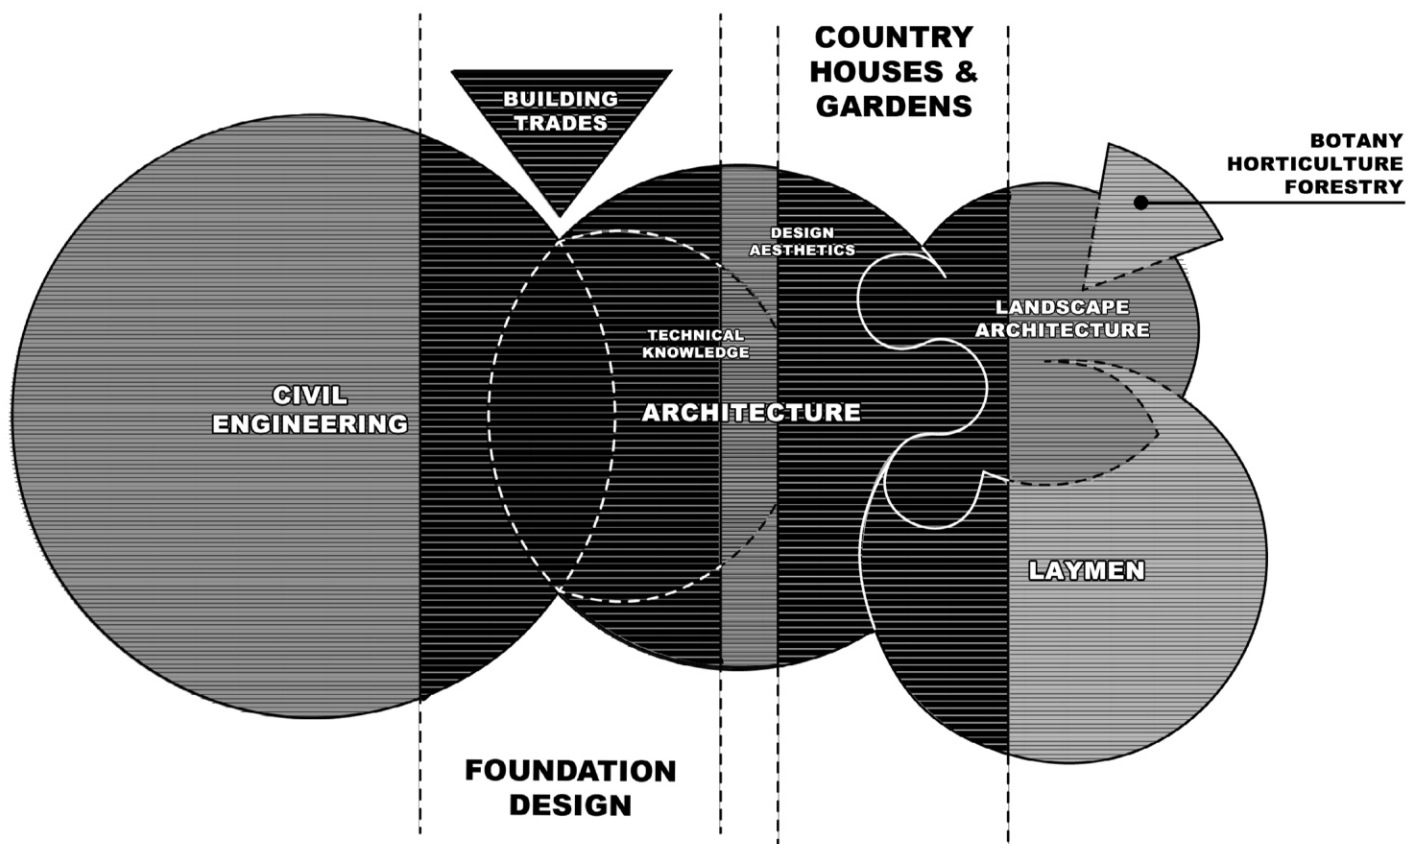 COUNTRY
HOUSES &
GARDENS
BUILDING
TRADES
BOTANY
HORTICULTURE
FORESTRY
DESIGN
AESTHETICS
LANDSCAPE
ARCHITECTURE
TECHNICAL
KNOWLEDGE
CIVIL
ENGINEERING
ARCHITECTURE
LAYMEN
FOUNDATION
DESIGN